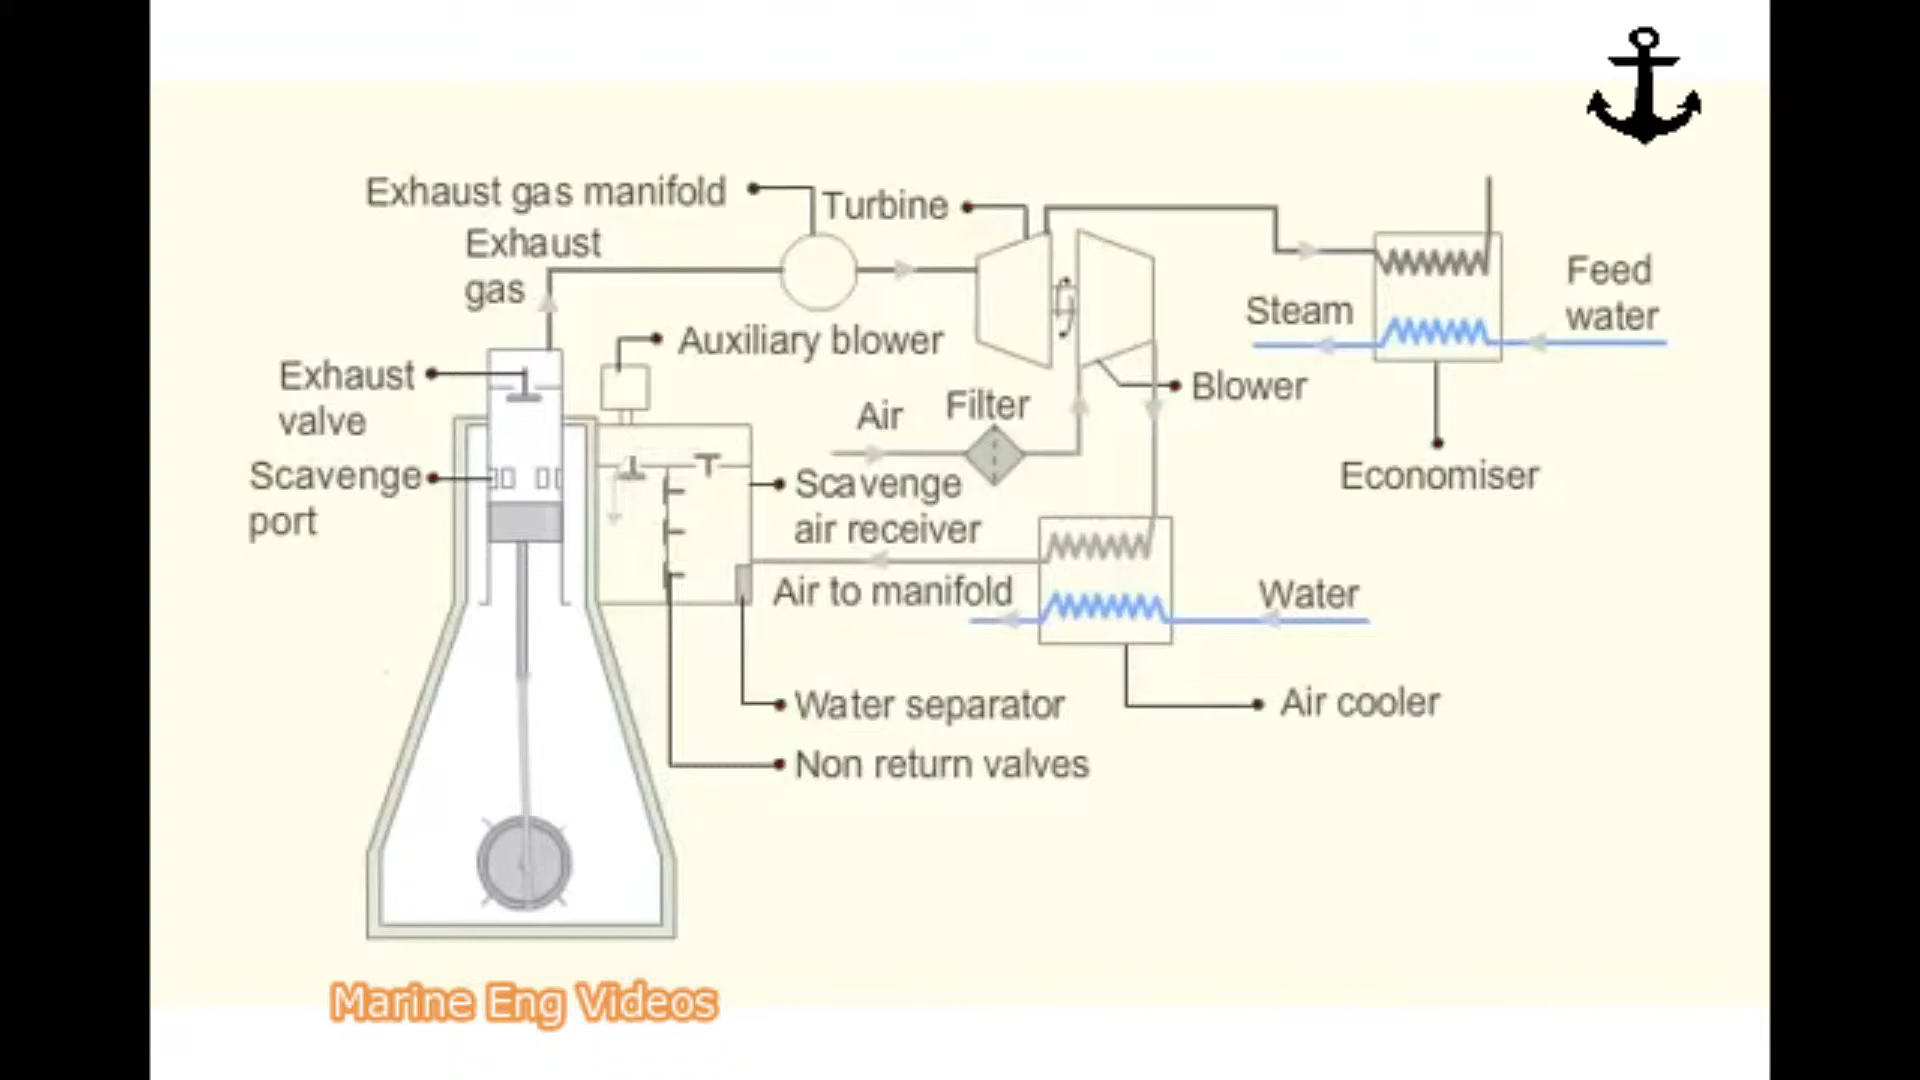 Exhaust gas manifold
Turbine
Exhaust
gas
Feed
water
Steam
Auxiliary blower
Exhaust
valve
Blower
Air
Filter
Scavenge
port
Scavenge
air receiver
Economiser
Air to manifold
Water
Water separator
Air cooler
Non return valves
Marine Eng Videos